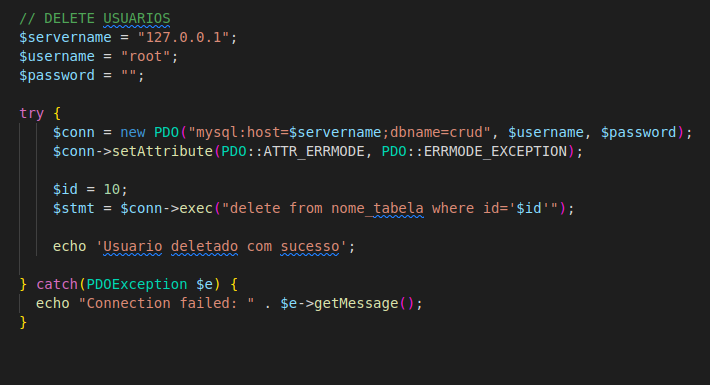 // DELETE USUARIOS
$servername = "127.0.0.1";
$username = "root";
$password = "";
try {
$conn = new PDO("mysql:host=$servername;dbname=crud", $username, $password);
$conn->setAttribute(PDO::ATTR_ERRMODE, PDO::ERRMODE_EXCEPTION);
$id = 10;
$stmt = $conn->exec("delete from nome_tabela where id='$id'");
echo 'Usuario deletado com sucesso';
} catch(PDOException $e) {
echo "Connection failed: " . $e->getMessage();
}